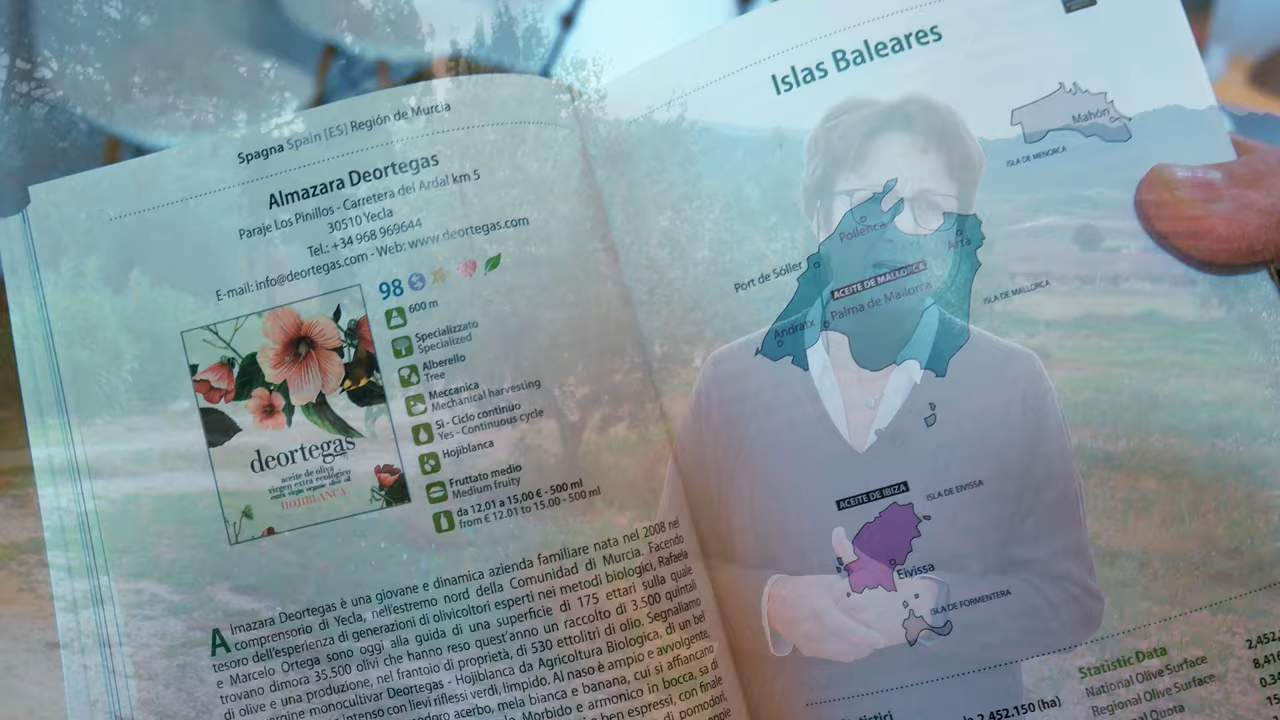 Spagna Spain [ES] Región de Murcia
Almazara Deortegas
Paraje Los Pinillos - Carretera del Ardal km 5
30510 Yecla
Tel.: +34 968 969644
E-mail: info@deortegas.com - Web: www.deortegas.com
98
600 m
Specializzato
Specialized
Alberello
Tree
Meccanica
Mechanical harvesting
Sì - Ciclo continuo
Yes - Continuous cycle
Hojiblanca
Fruttato medio
Medium fruity
da 12,01 a 15,00 € - 500 ml
from € 12.01 to 15.00 - 500 ml
deortegas
aceite de oliva
virgen extra ecológico
extra virgin organic olive oil
HOJIBLANCA
Almazara Deortegas è una giovane e dinamica azienda familiare nata nel 2008 nel
comprensorio di Yecla, nell'estremo nord della Comunidad di Murcia. Facendo
tesoro dell'esperienza di generazioni di olivicoltori esperti nei metodi biologici, Rafaela
e Marcelo Ortega sono oggi alla guida di una superficie di 175 ettari sulla quale
trovano dimora 35.500 olivi che hanno reso quest'anno un raccolto di 3.500 quintali
di olive e una produzione, nel frantoio di proprietà, di 530 ettolitri di olio. Segnaliamo
monocultivar Deortegas - Hojiblanca da Agricoltura Biologica, di un bel
intenso con lievi riflessi verdi, limpido. Al naso è ampio e avvolgente,
acerbo, mela bianca e banana, cui si affiancano
Morbido e armonico in bocca, sa di
ben espressi, con finale
di pomodori,
Islas Baleares
Mahón
ISLA DE MENORCA
Pollença
Artà
Port de Sóller
ACEITE DE MALLORCA
ISLA DE MALLORCA
Palma de Mallorca
Andratx
ACEITE DE IBIZA
ISLA DE EIVISSA
Eivissa
ISLA DE FORMENTERA
Statistic Data
National Olive Surface
Regional Olive Surface
Quota
2.452.150 (ha)